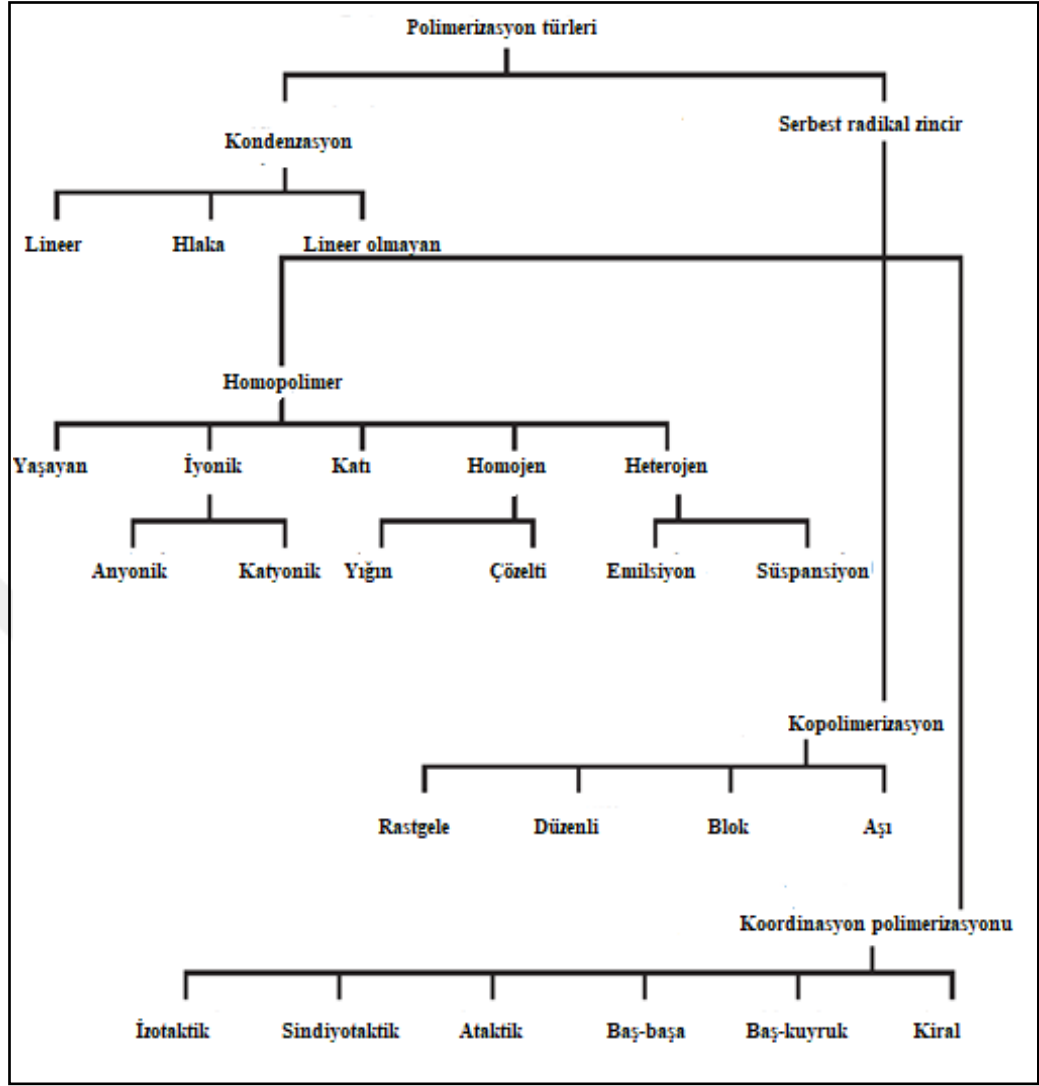 Polimerizasyon türleri
Serbest radikal zincir
Kondenzasyon
Lineer Hlaka Lineer olmayan
Homopolimer
Yaşayan İyonik Katı Homojen Heterojen
Anyonik Katyonik Yığın Çözelti Emilsiyon Süspansiyon
Kopolimerizasyon
Rastgele Düzenli Blok Aşı
Koordinasyon polimerizasyonu
İzotaktik Sindiyotaktik Ataktik Baş-başa Baş-kuyruk Kiral